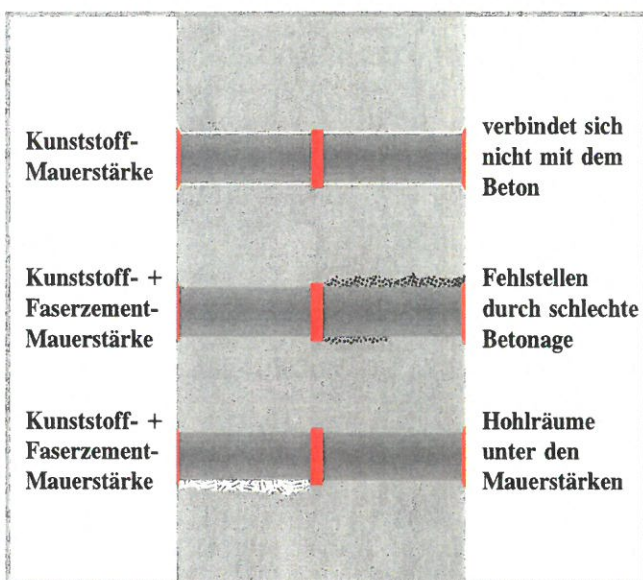 Kunststoff-
Mauerstärke
verbindet sich
nicht mit dem
Beton
Kunststoff- +
Faserzement-
Mauerstärke
Fehlstellen
durch schlechte
Betonage
Kunststoff- +
Faserzement-
Mauerstärke
Hohlräume
unter den
Mauerstärken